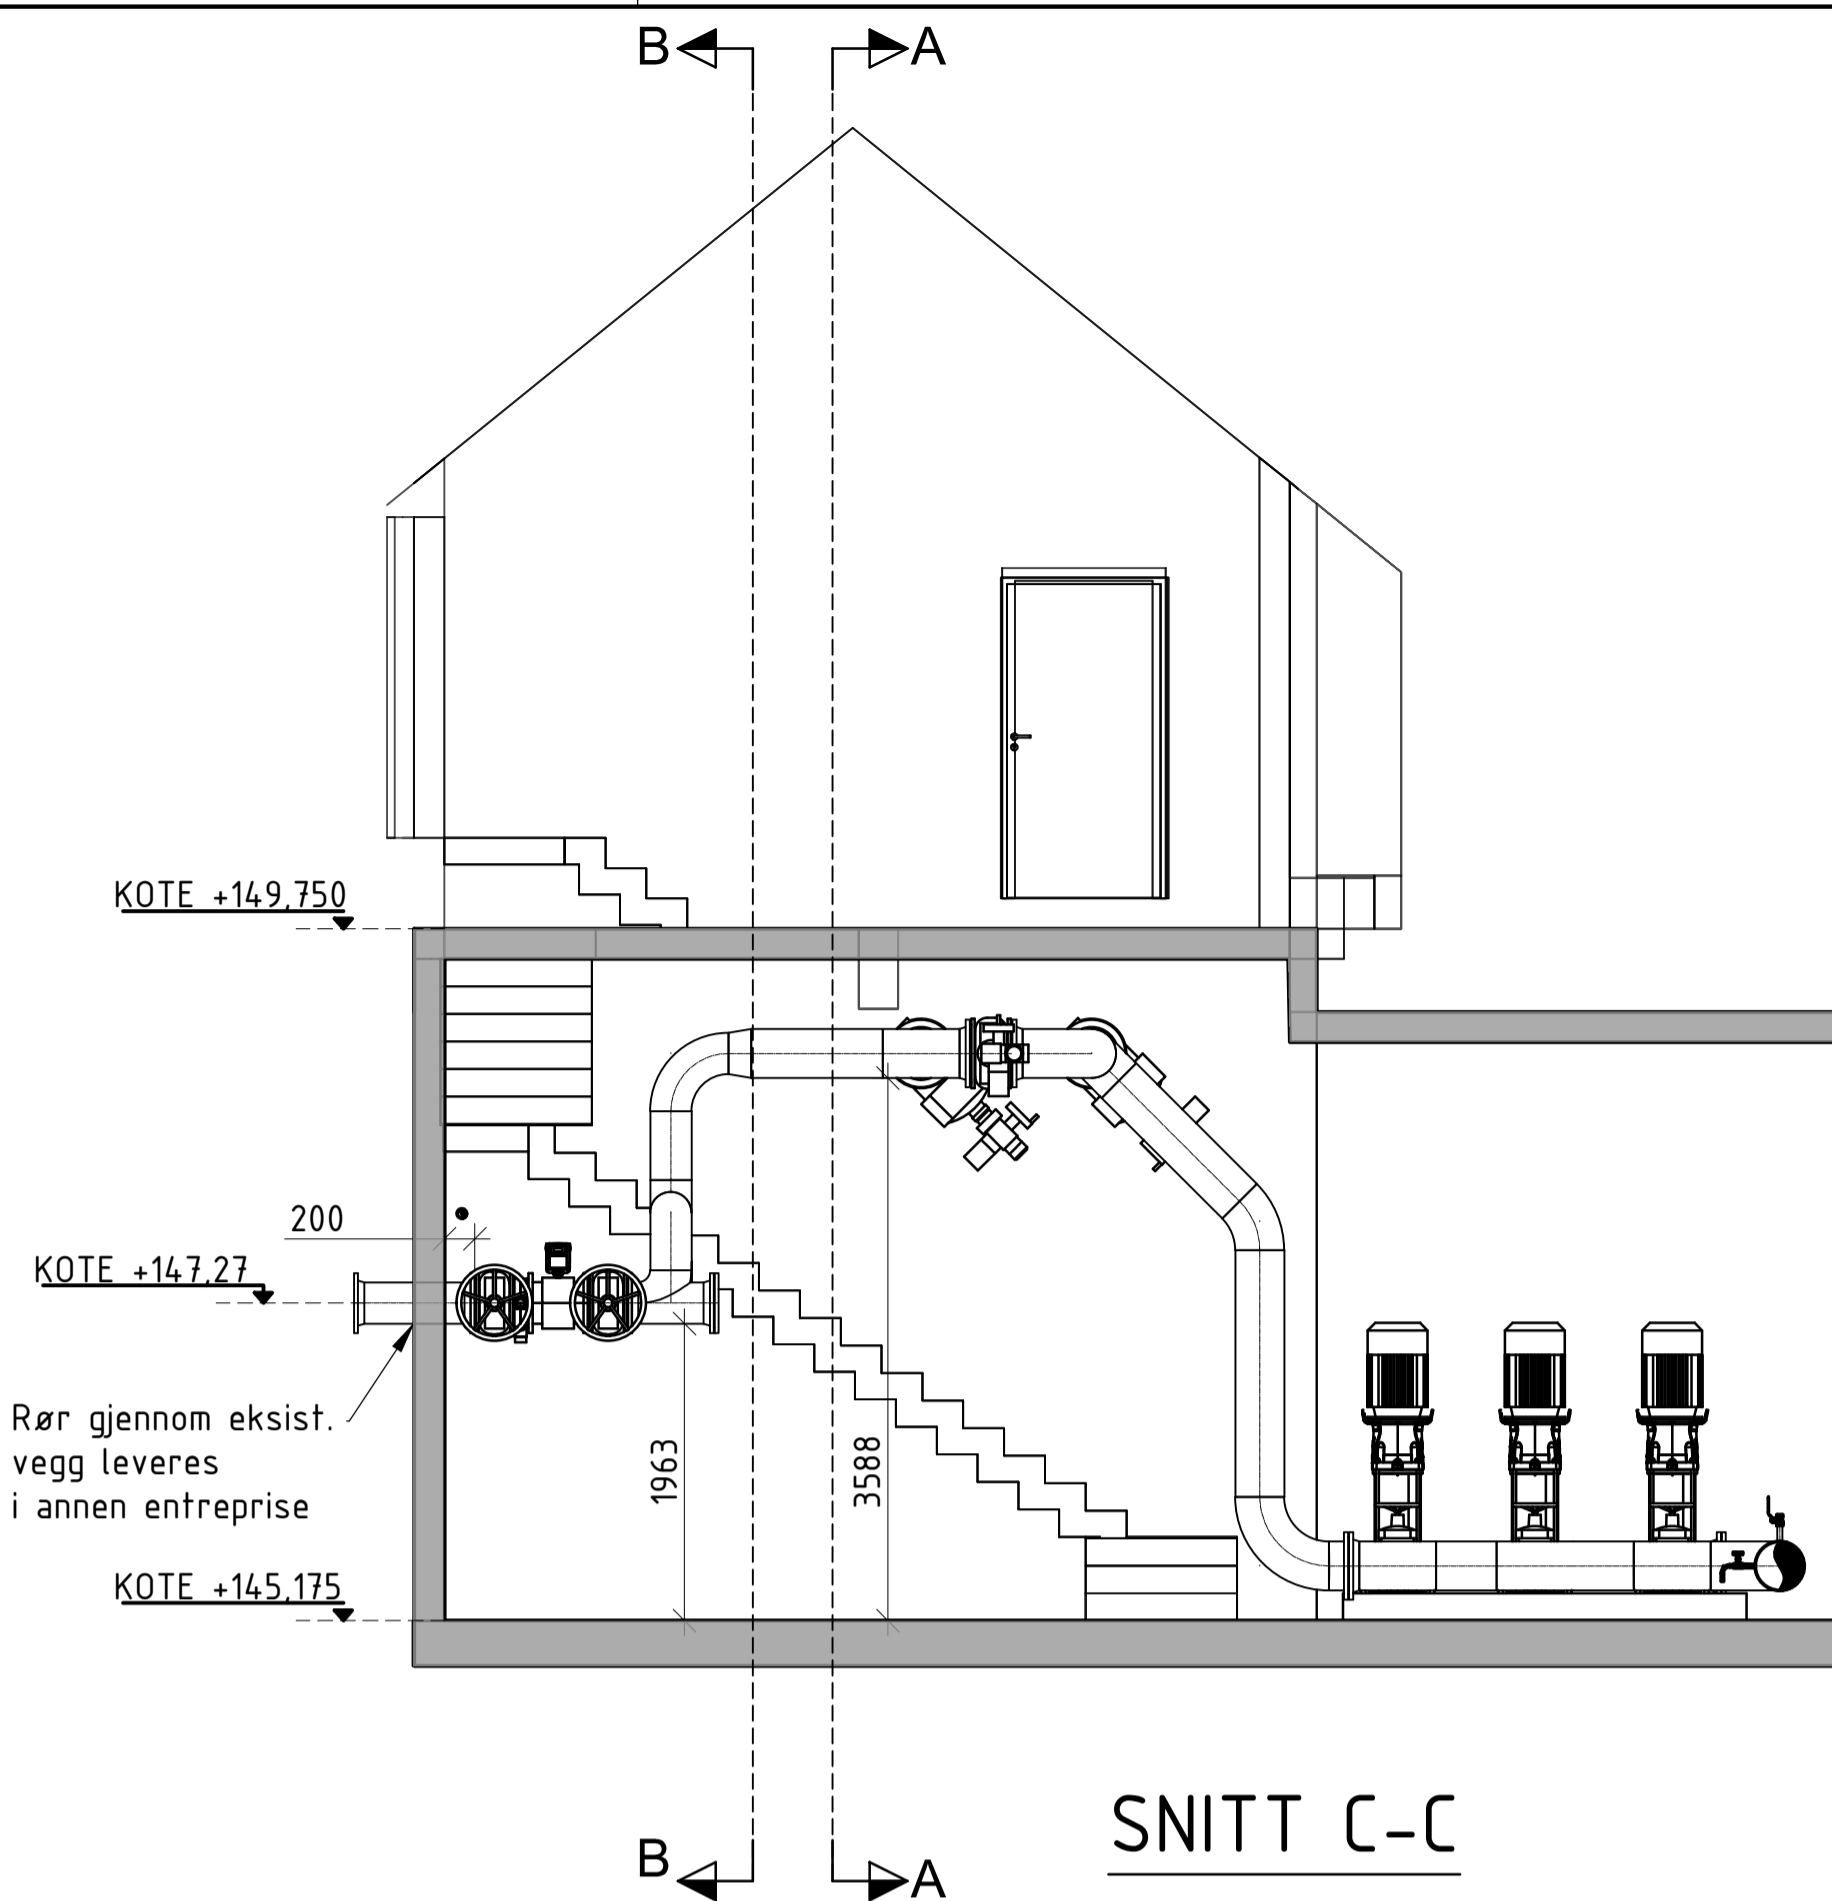 B A
KOTE +149,750
200
KOTE +147,27
Rør gjennom eksist.
vegg leveres
i annen entreprise
1963
3588
KOTE +145,175
SNITT C-C
B A